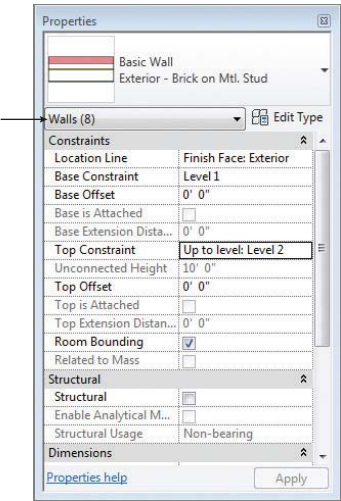 Properties
Basic Wall
Exterior - Brick on Mtl. Stud
Walls (8) Edit Type
Constraints
Location Line Finish Face: Exterior
Base Constraint Level 1
Base Offset 0' 0"
Base is Attached
Base Extension Dista... 0' 0"
Top Constraint Up to level: Level 2
Unconnected Height 10' 0"
Top Offset 0' 0"
Top is Attached
Top Extension Distan... 0' 0"
Room Bounding
Related to Mass
Structural
Structural
Enable Analytical M...
Structural Usage Non-bearing
Dimensions
Properties help Apply